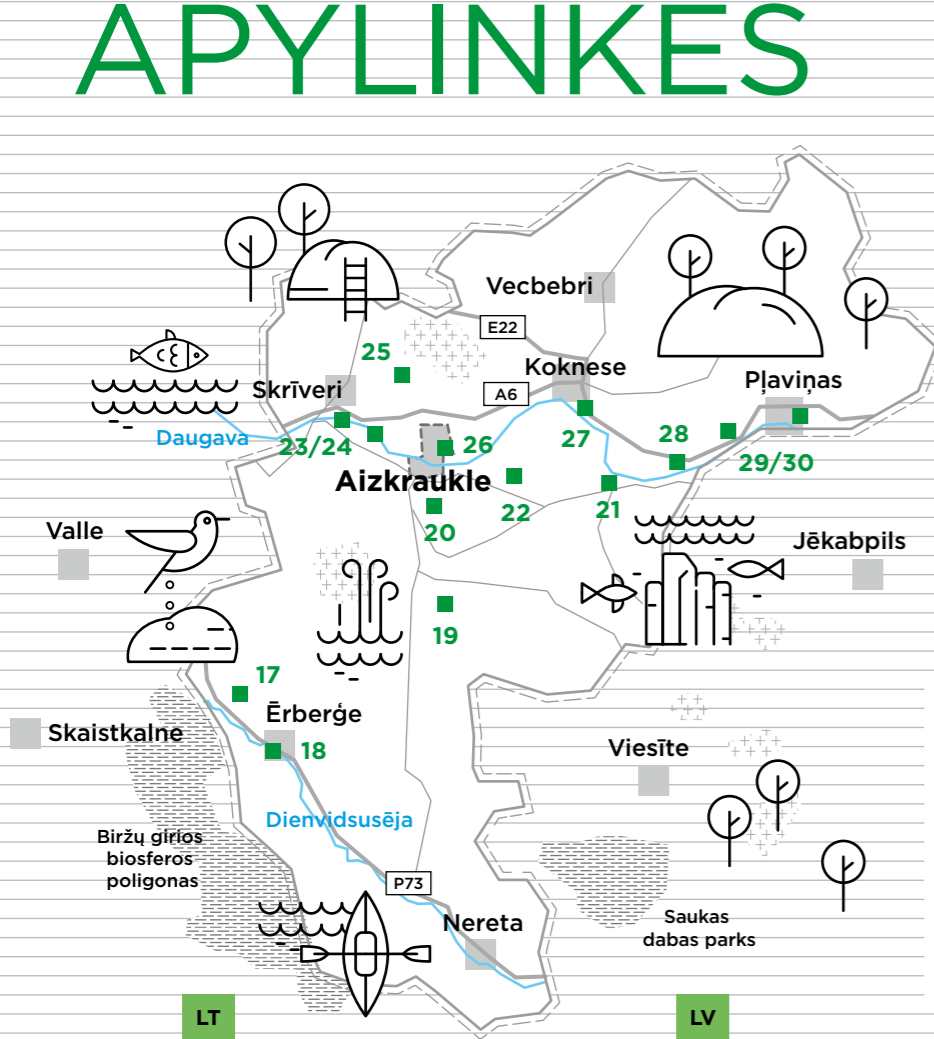 APYLINKĖS
Vecbebri
E22
25
Koknese
Skrīveri
A6
Pļaviņas
Daugava
23/24
26
27
28
29/30
Aizkraukle
22
21
20
Valle
Jēkabpils
19
17
Ērberģe
Skaistkalne
18
Viesīte
Dienvidsusēja
Biržų girios
biosferos
poligonas
P73
Nereta
Saukas
dabas parks
LT
LV